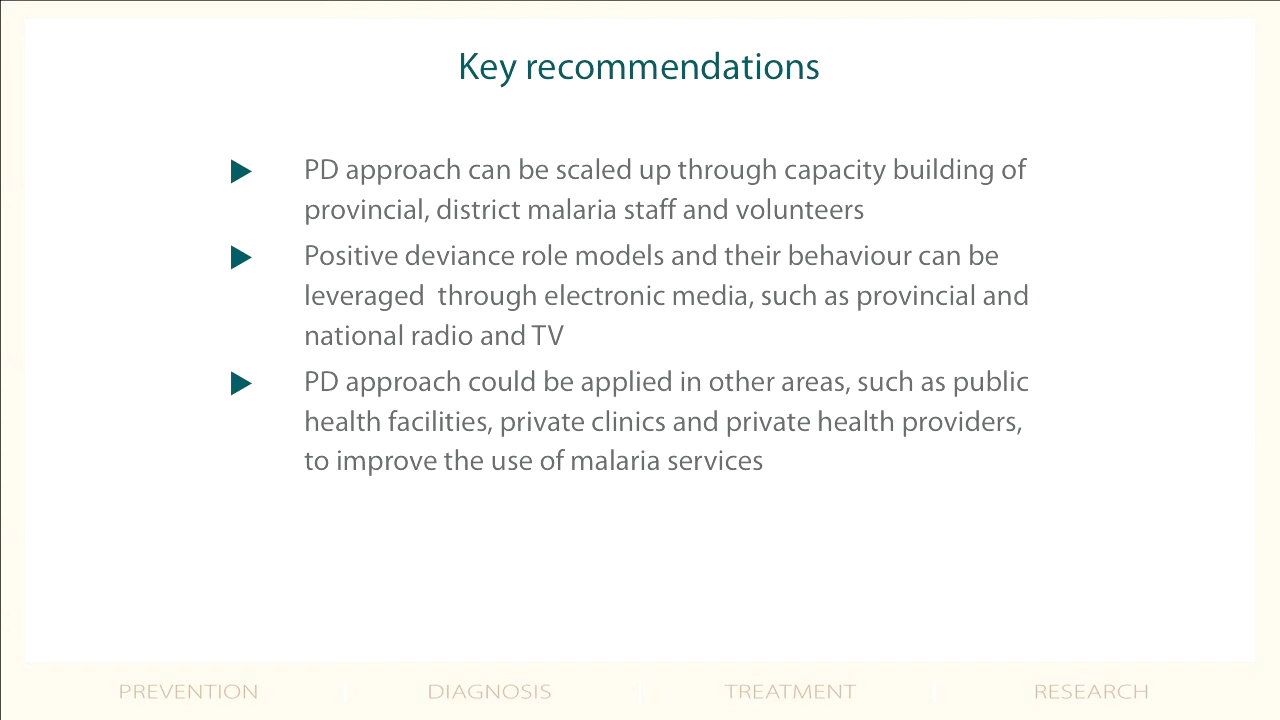 Key recommendations
PD approach can be scaled up through capacity building of
provincial, district malaria staff and volunteers
Positive deviance role models and their behaviour can be
leveraged  through electronic media, such as provincial and
national radio and TV
PD approach could be applied in other areas, such as public
health facilities, private clinics and private health providers,
to improve the use of malaria services
PREVENTION | DIAGNOSIS | TREATMENT | RESEARCH